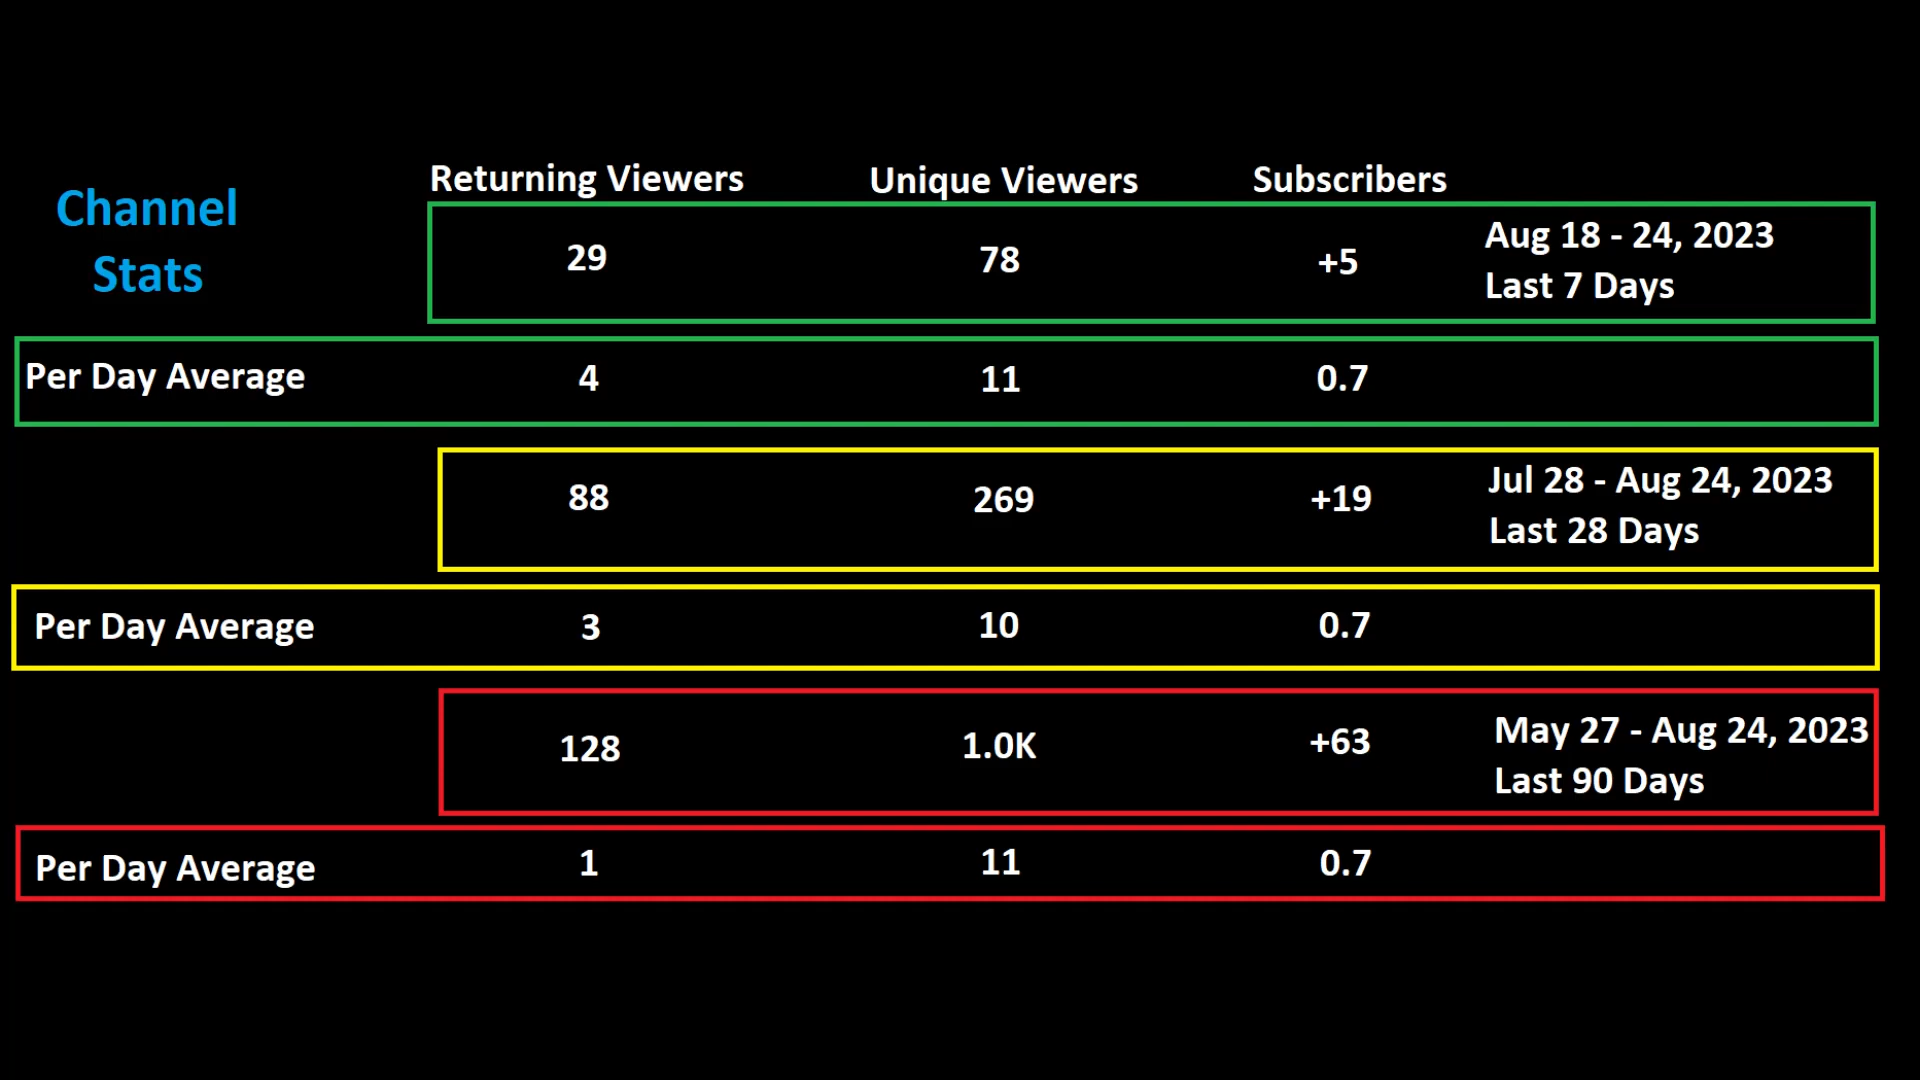 Channel
Stats
Returning Viewers Unique Viewers Subscribers
29 78 +5 Aug 18 - 24, 2023
Last 7 Days
Per Day Average 4 11 0.7
88 269 +19 Jul 28 - Aug 24, 2023
Last 28 Days
Per Day Average 3 10 0.7
128 1.0K +63 May 27 - Aug 24, 2023
Last 90 Days
Per Day Average 1 11 0.7